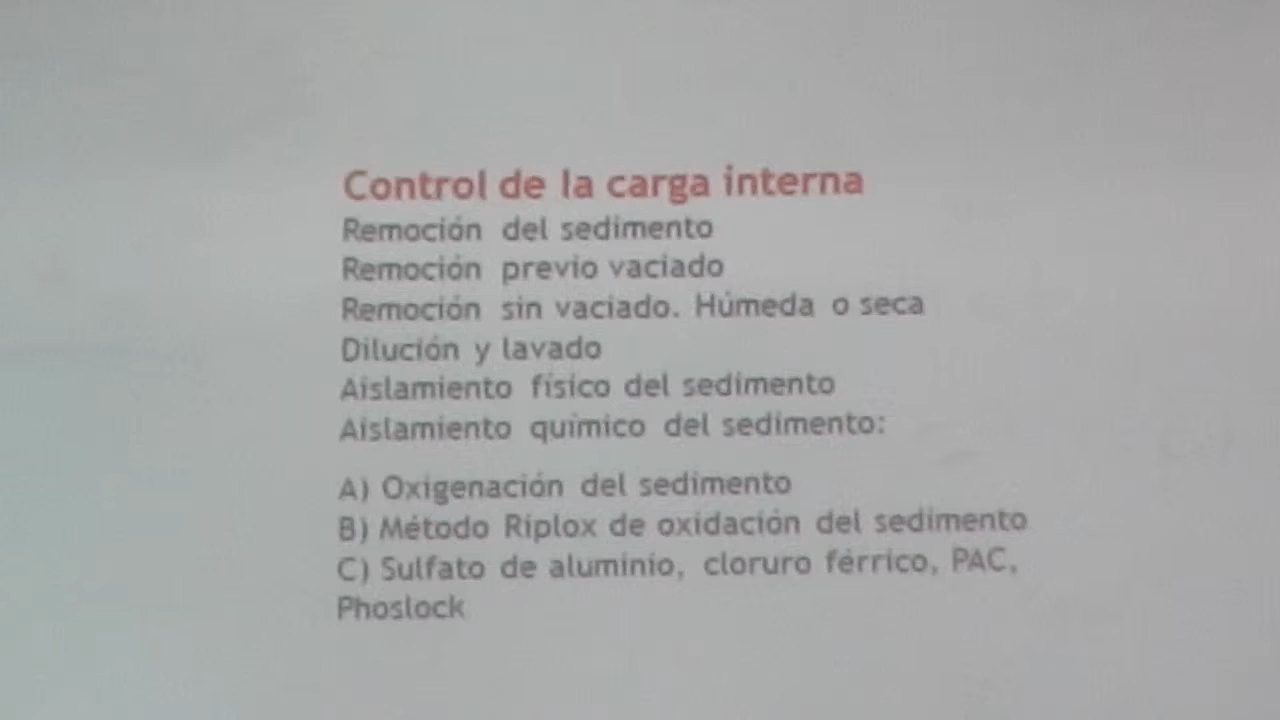 Control de la carga interna
Remoción del sedimento
Remoción previo vaciado
Remoción sin vaciado. Húmeda o seca
Dilución y lavado
Aislamiento físico del sedimento
Aislamiento químico del sedimento:
A) Oxigenación del sedimento
B) Método Riplox de oxidación del sedimento
C) Sulfato de aluminio, cloruro férrico, PAC,
Phoslock